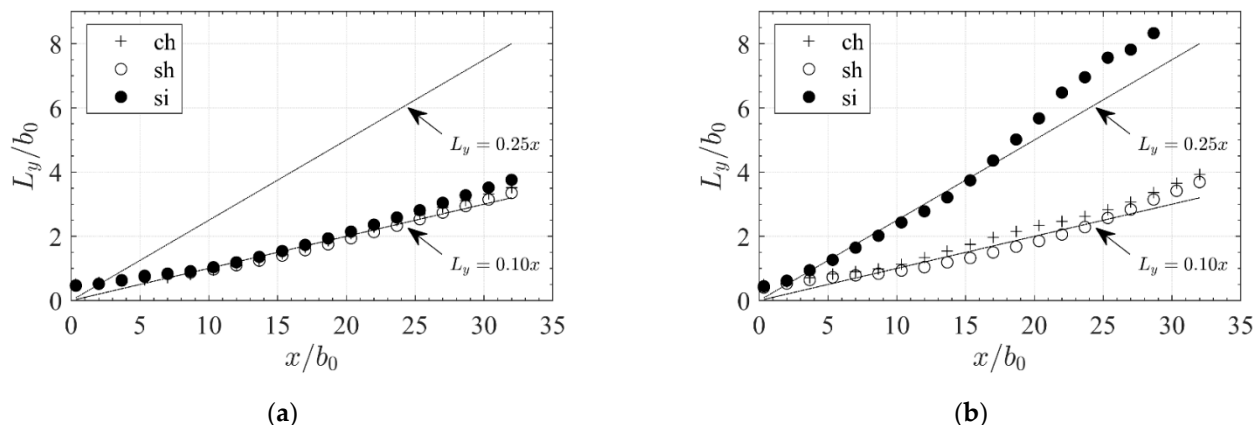 8
6
4
2
0
L_y/b_0
+ ch
○ sh
● si
L_y = 0.25x
L_y = 0.10x
0 5 10 15 20 25 30 35
x/b_0
(a)
8
6
4
2
0
L_y/b_0
+ ch
○ sh
● si
L_y = 0.25x
L_y = 0.10x
0 5 10 15 20 25 30 35
x/b_0
(b)